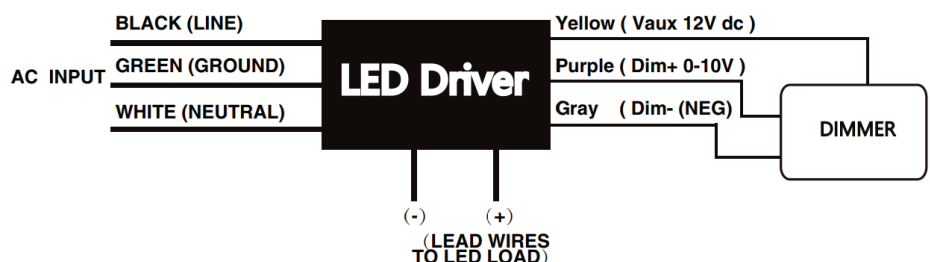 BLACK (LINE)
AC INPUT
GREEN (GROUND)
WHITE (NEUTRAL)
LED Driver
Yellow ( Vaux 12V dc )
Purple ( Dim+ 0-10V )
Gray ( Dim- (NEG)
DIMMER
(-)
(+)
(LEAD WIRES
TO LED LOAD)